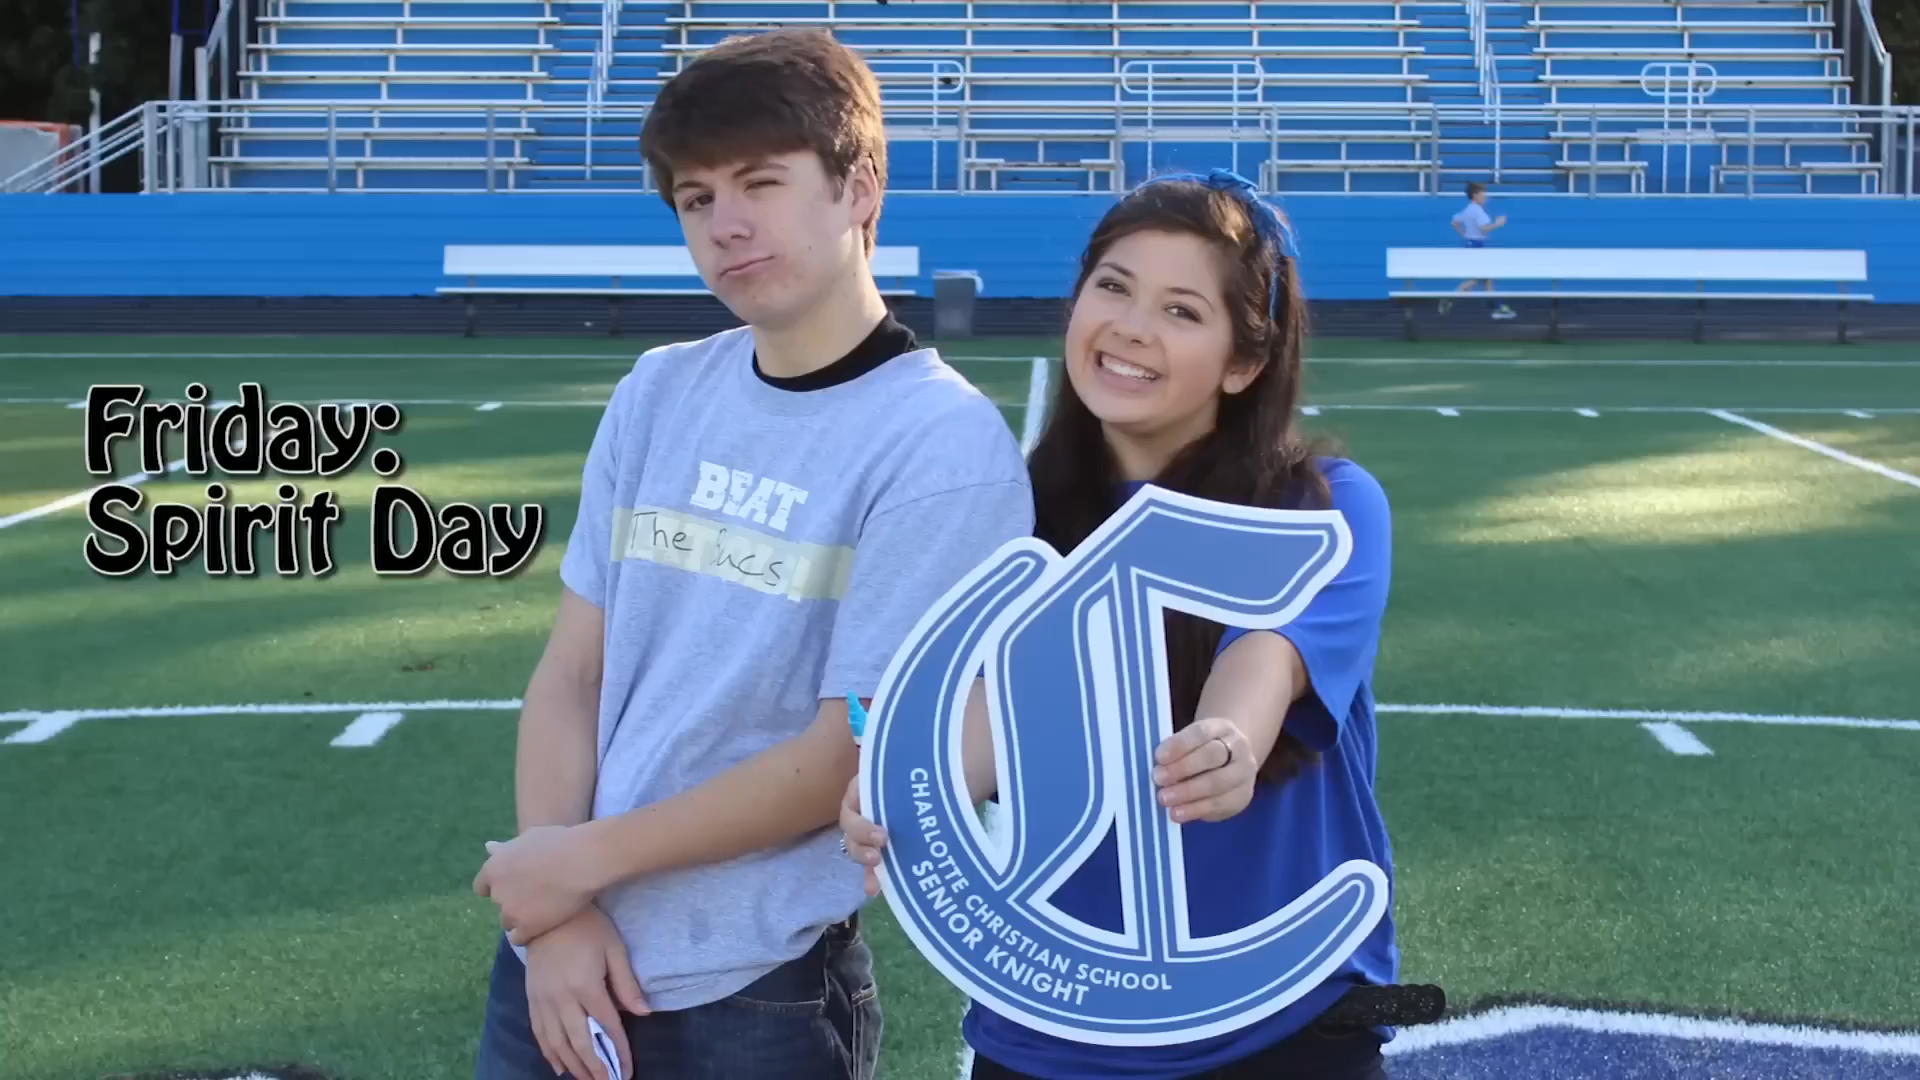 Friday:
Spirit Day
BEAT
The Bucs!
CHARLOTTE CHRISTIAN SCHOOL
SENIOR KNIGHT